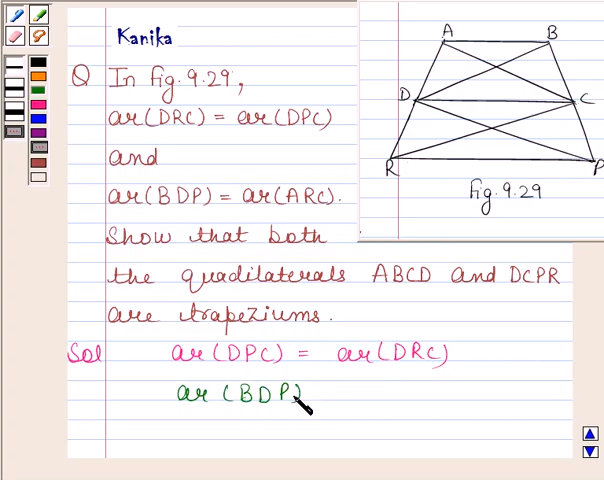 Kanika
Q In fig. 9.29,
ar(DRC) = ar(DPC)
and
ar(BDP) = ar(ARC).
Show that both
the quadilaterals ABCD and DCPR
are trapeziums.
Sol ar(DPC) = ar(DRC)
ar(BDP)
A B
D C
R P
fig. 9.29